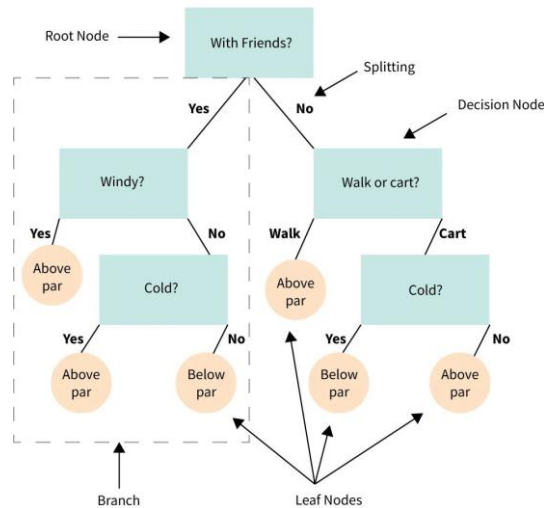 Root Node
With Friends?
Splitting
Yes
No
Decision Node
Windy?
Walk or cart?
Yes
No
Walk
Cart
Above
par
Cold?
Above
par
Cold?
Yes
No
Yes
No
Above
par
Below
par
Below
par
Above
par
Branch
Leaf Nodes